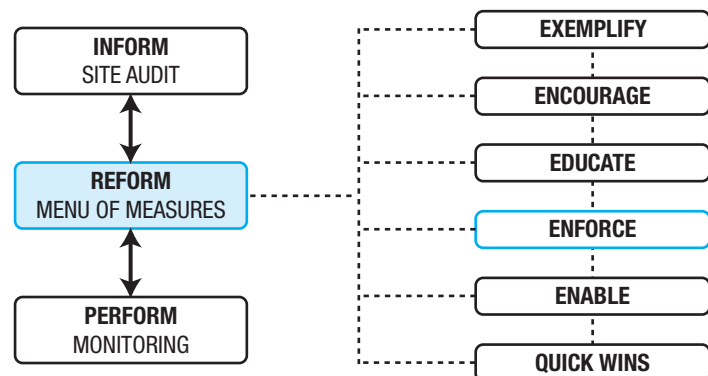 INFORM
SITE AUDIT
REFORM
MENU OF MEASURES
PERFORM
MONITORING
EXEMPLIFY
ENCOURAGE
EDUCATE
ENFORCE
ENABLE
QUICK WINS